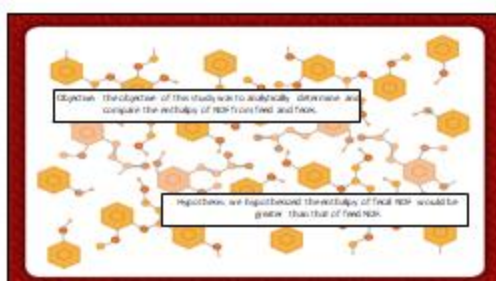 Objective: the objective of this study was to analytically determine and
compare the enthalpy of NDF from feed and feces.
Hypothesis: we hypothesized the enthalpy of fecal NDF would be
greater than that of feed NDF.